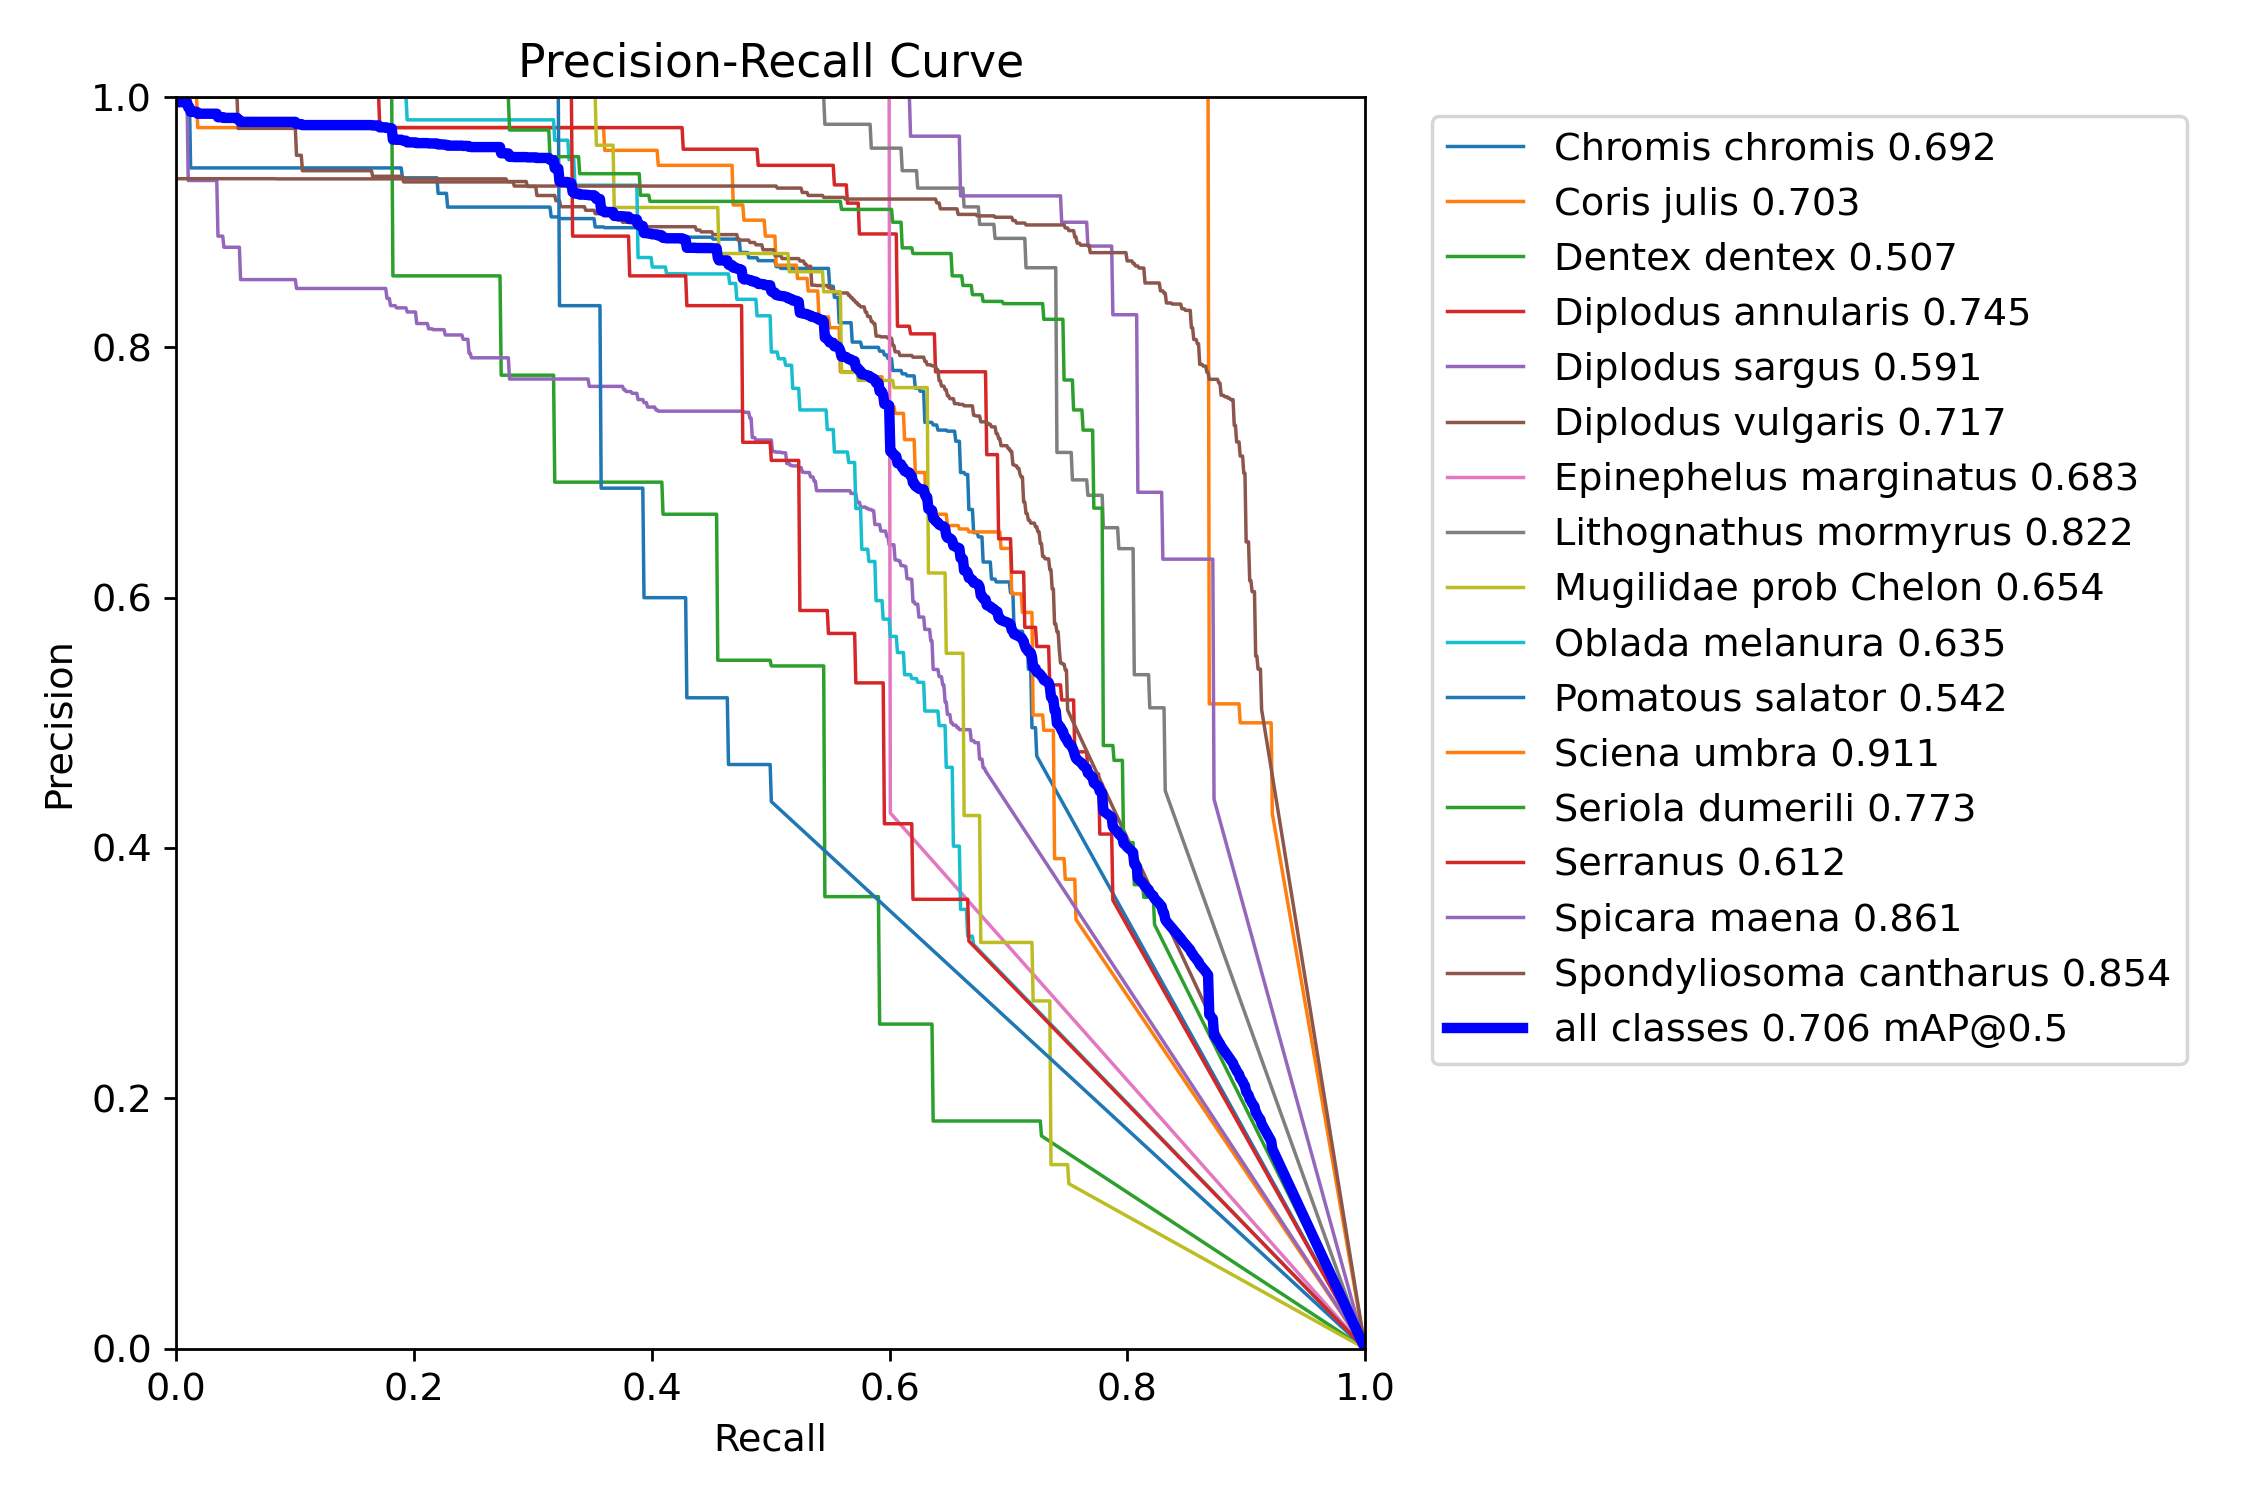 Precision-Recall Curve
1.0
0.8
0.6
0.4
0.2
0.0
Precision
0.0 0.2 0.4 0.6 0.8 1.0
Recall
Chromis chromis 0.692
Coris julis 0.703
Dentex dentex 0.507
Diplodus annularis 0.745
Diplodus sargus 0.591
Diplodus vulgaris 0.717
Epinephelus marginatus 0.683
Lithognathus mormyrus 0.822
Mugilidae prob Chelon 0.654
Oblada melanura 0.635
Pomatous salator 0.542
Sciena umbra 0.911
Seriola dumerili 0.773
Serranus 0.612
Spicara maena 0.861
Spondyliosoma cantharus 0.854
all classes 0.706 mAP@0.5